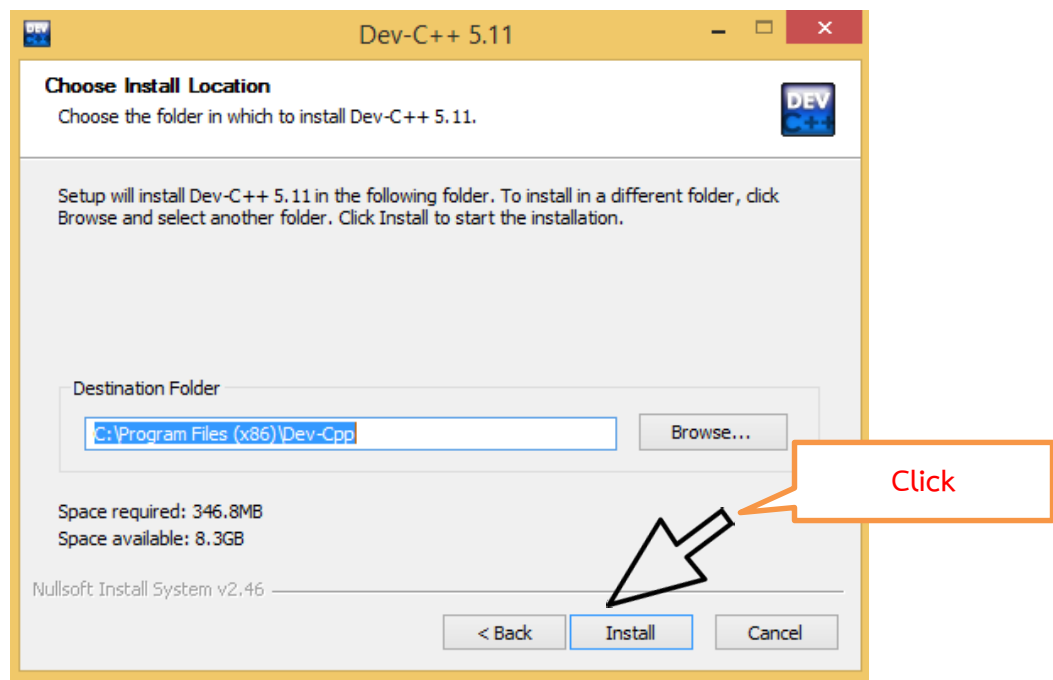 DEV
C++
Dev-C++ 5.11
Choose Install Location
Choose the folder in which to install Dev-C++ 5.11.
DEV
C++
Setup will install Dev-C++ 5.11 in the following folder. To install in a different folder, click
Browse and select another folder. Click Install to start the installation.
Destination Folder
C:\Program Files (x86)\Dev-Cpp
Browse...
Click
Space required: 346.8MB
Space available: 8.3GB
Nullsoft Install System v2.46
< Back
Install
Cancel